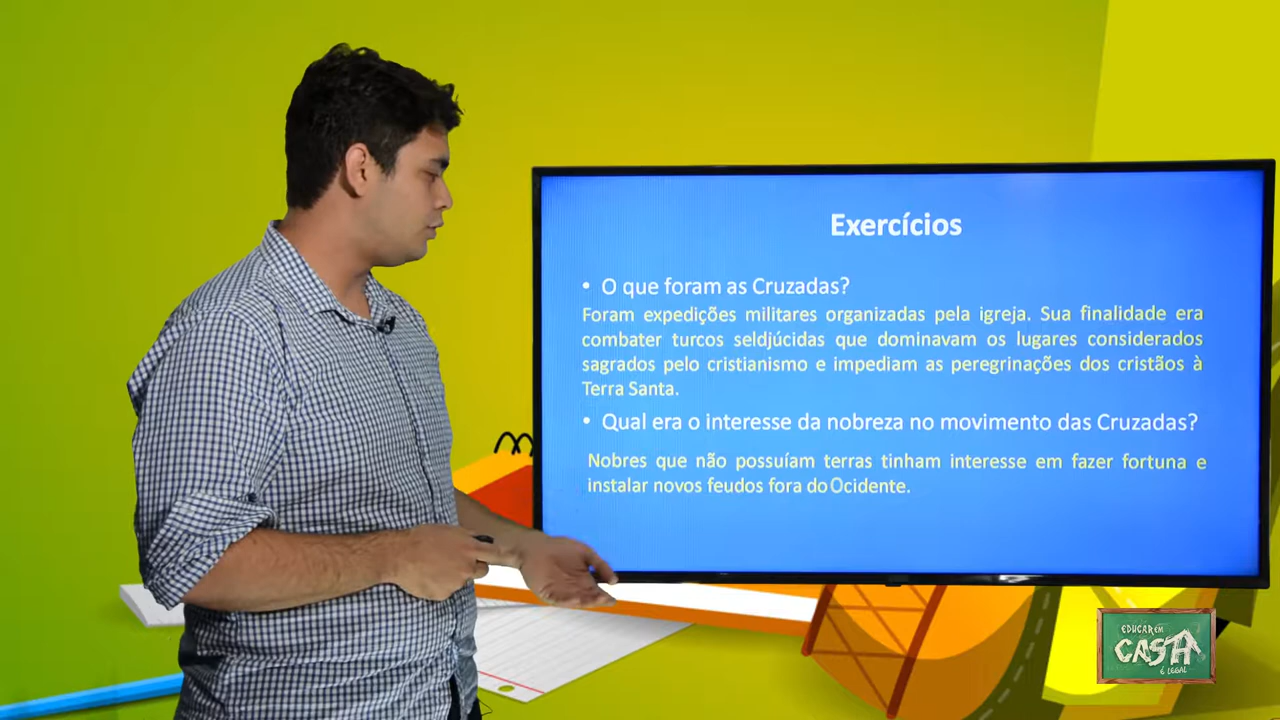 Exercícios
• O que foram as Cruzadas?
Foram expedições militares organizadas pela igreja. Sua finalidade era
combater turcos seldjúcidas que dominavam os lugares considerados
sagrados pelo cristianismo e impediam as peregrinações dos cristãos à
Terra Santa.
• Qual era o interesse da nobreza no movimento das Cruzadas?
Nobres que não possuíam terras tinham interesse em fazer fortuna e
instalar novos feudos fora do Ocidente.
EDUCAR EM
CASA
É LEGAL